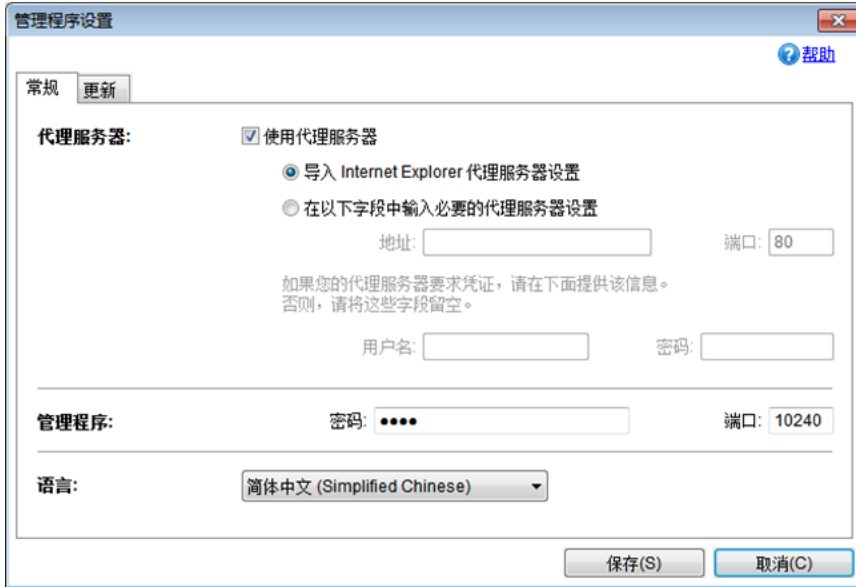 管理程序设置
帮助
常规 更新
代理服务器: 使用代理服务器
导入 Internet Explorer 代理服务器设置
在以下字段中输入必要的代理服务器设置
地址: 端口: 80
如果您的代理服务器要求凭证，请在下面提供该信息。
否则，请将这些字段留空。
用户名: 密码:
管理程序: 密码: •••• 端口: 10240
语言: 简体中文 (Simplified Chinese)
保存(S) 取消(C)